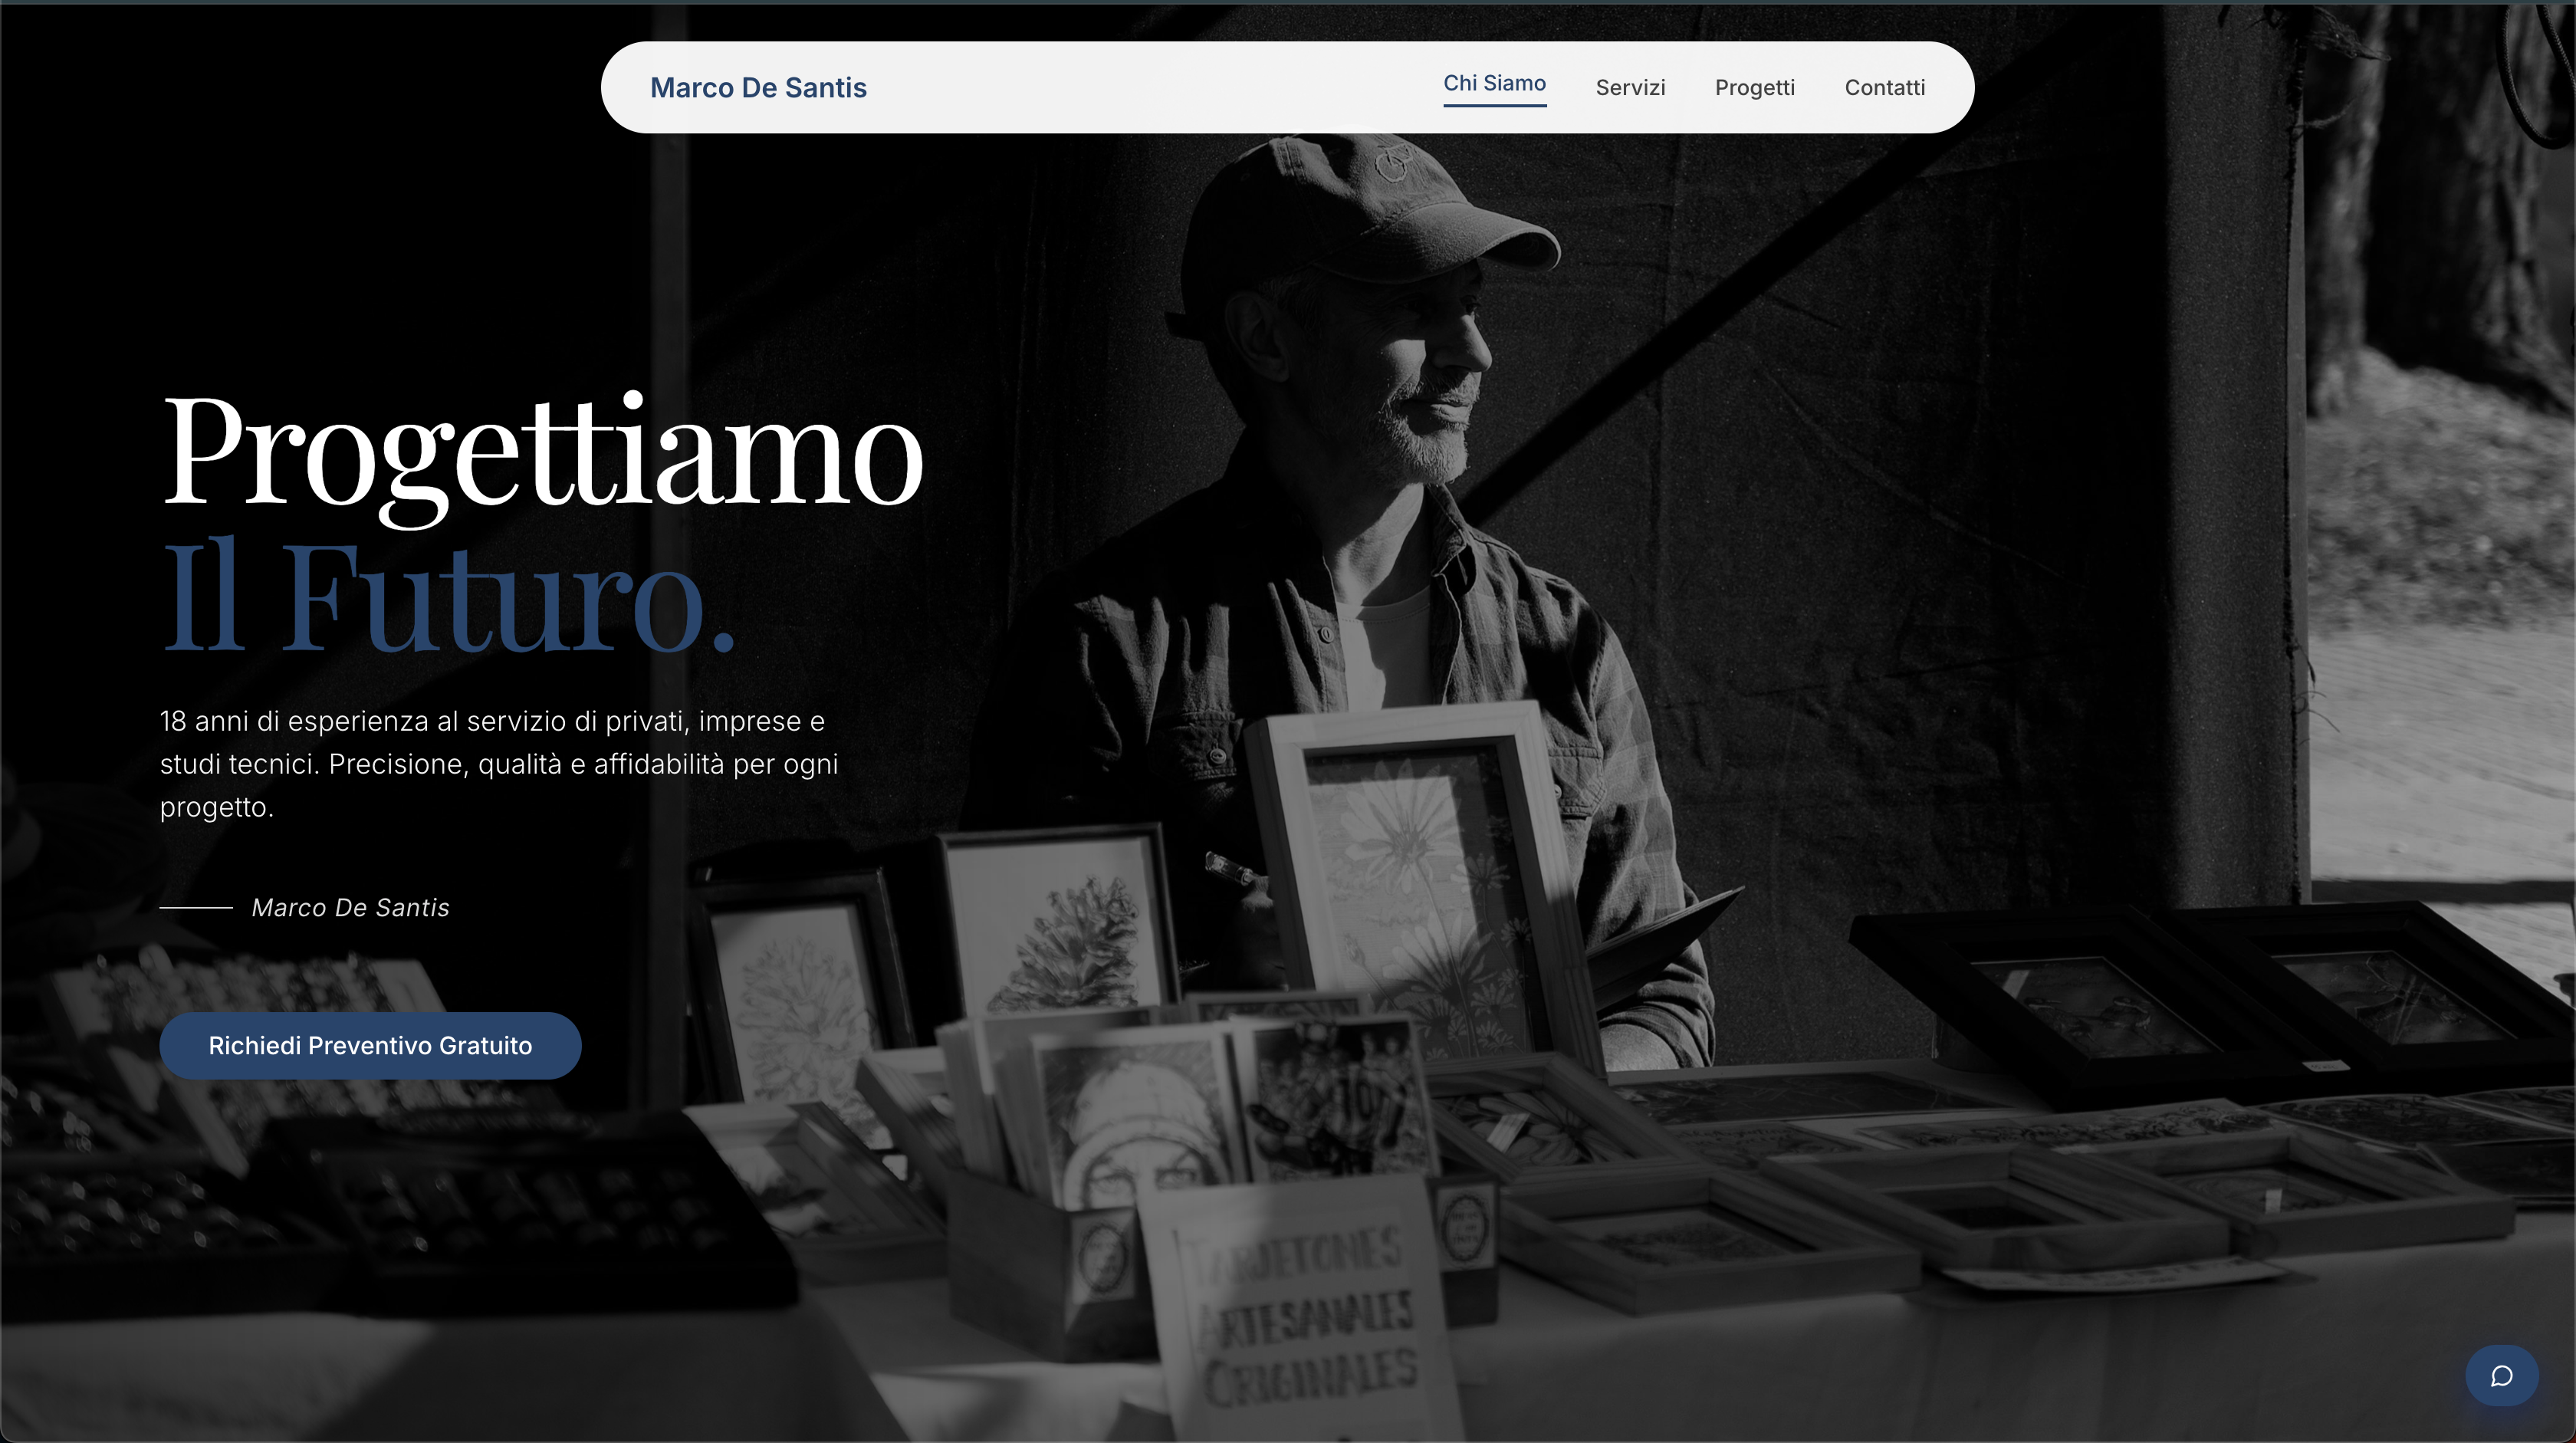 Marco De Santis
Chi Siamo
Servizi
Progetti
Contatti
Progettiamo
Il Futuro.
18 anni di esperienza al servizio di privati, imprese e
studi tecnici. Precisione, qualità e affidabilità per ogni
progetto.
Marco De Santis
Richiedi Preventivo Gratuito
TARJETONES
ARTESANALES
ORIGINALES